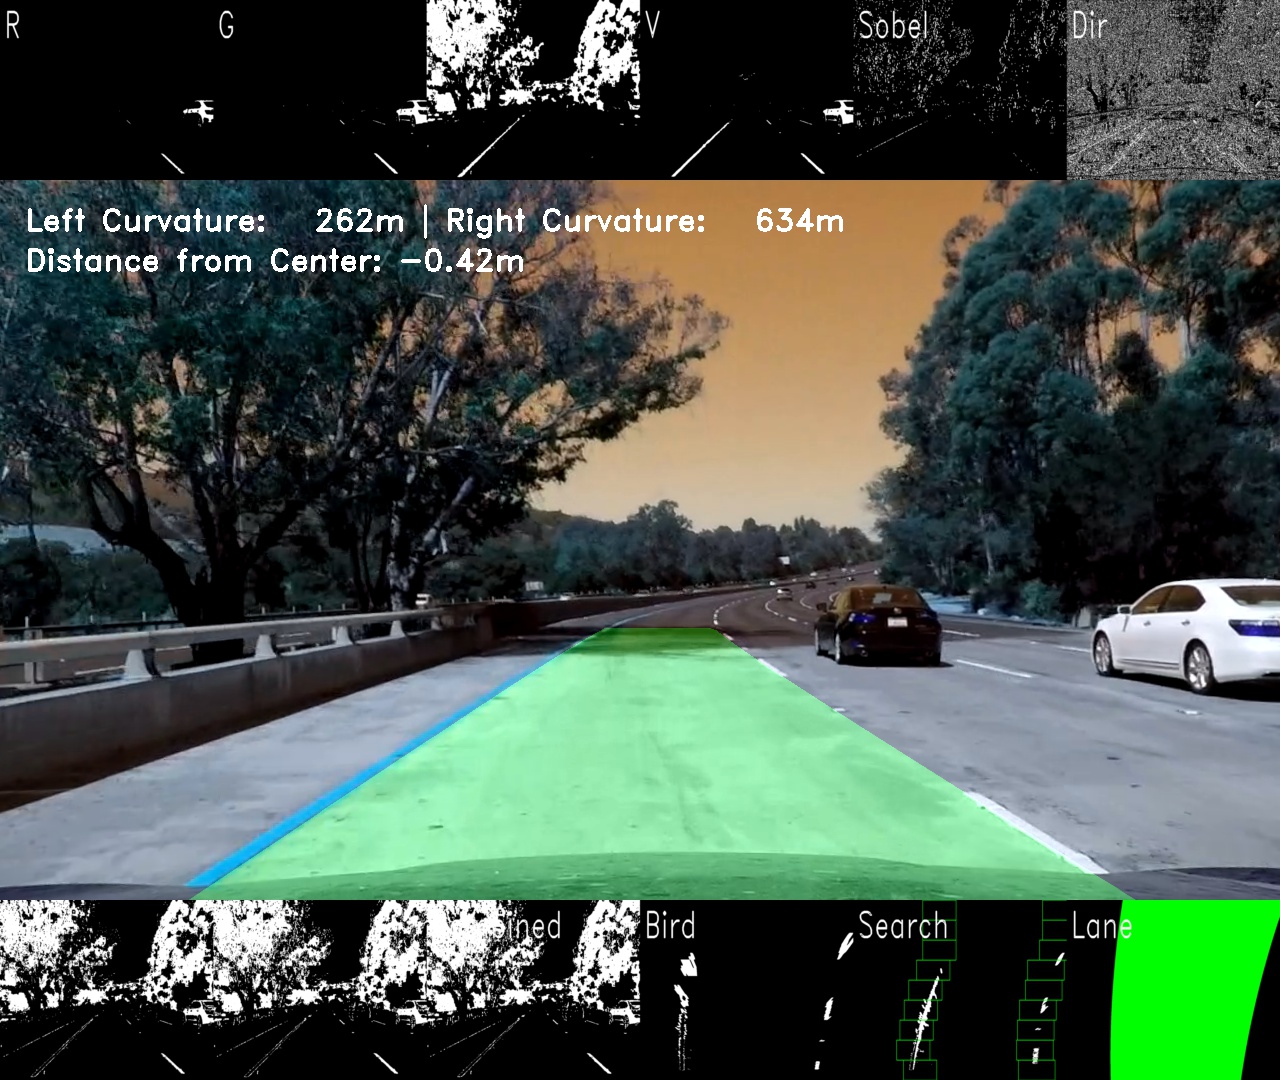 R
G
V
Sobel
Dir
Left Curvature: 262m | Right Curvature: 634m
Distance from Center: −0.42m
Bird
Search
Lane